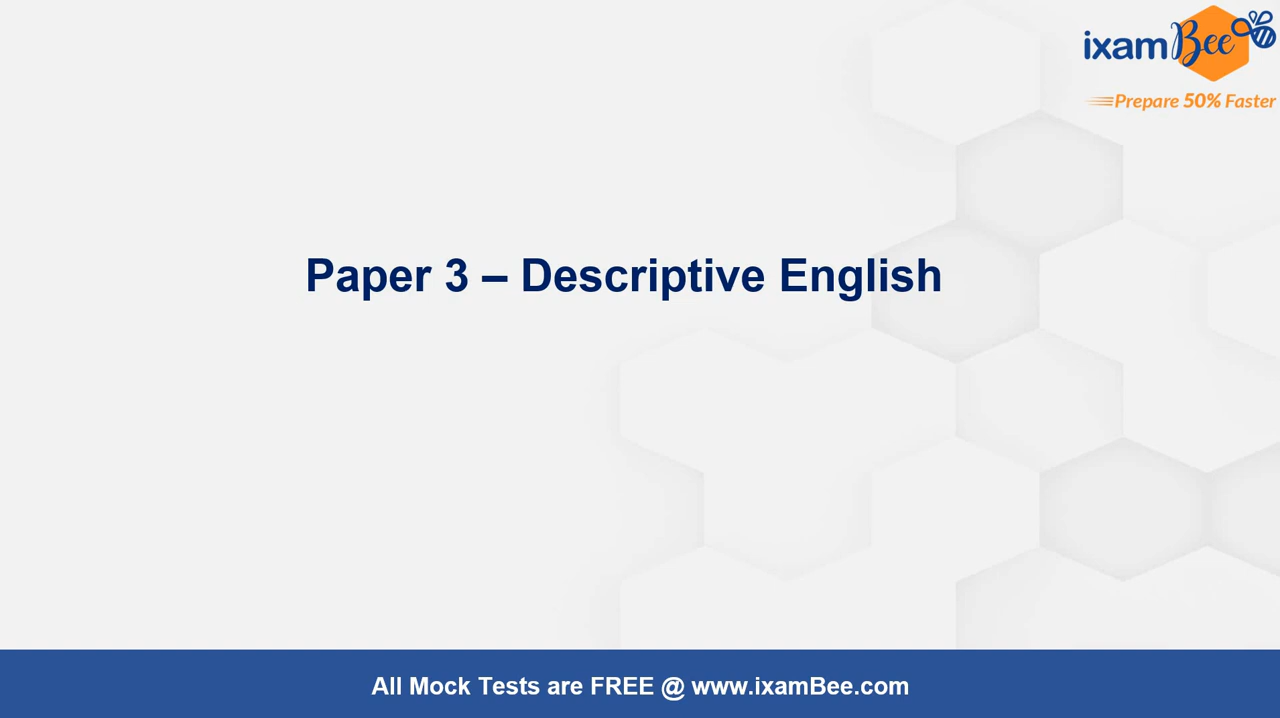 ixamBee
Prepare 50% Faster
Paper 3 – Descriptive English
All Mock Tests are FREE @ www.ixamBee.com